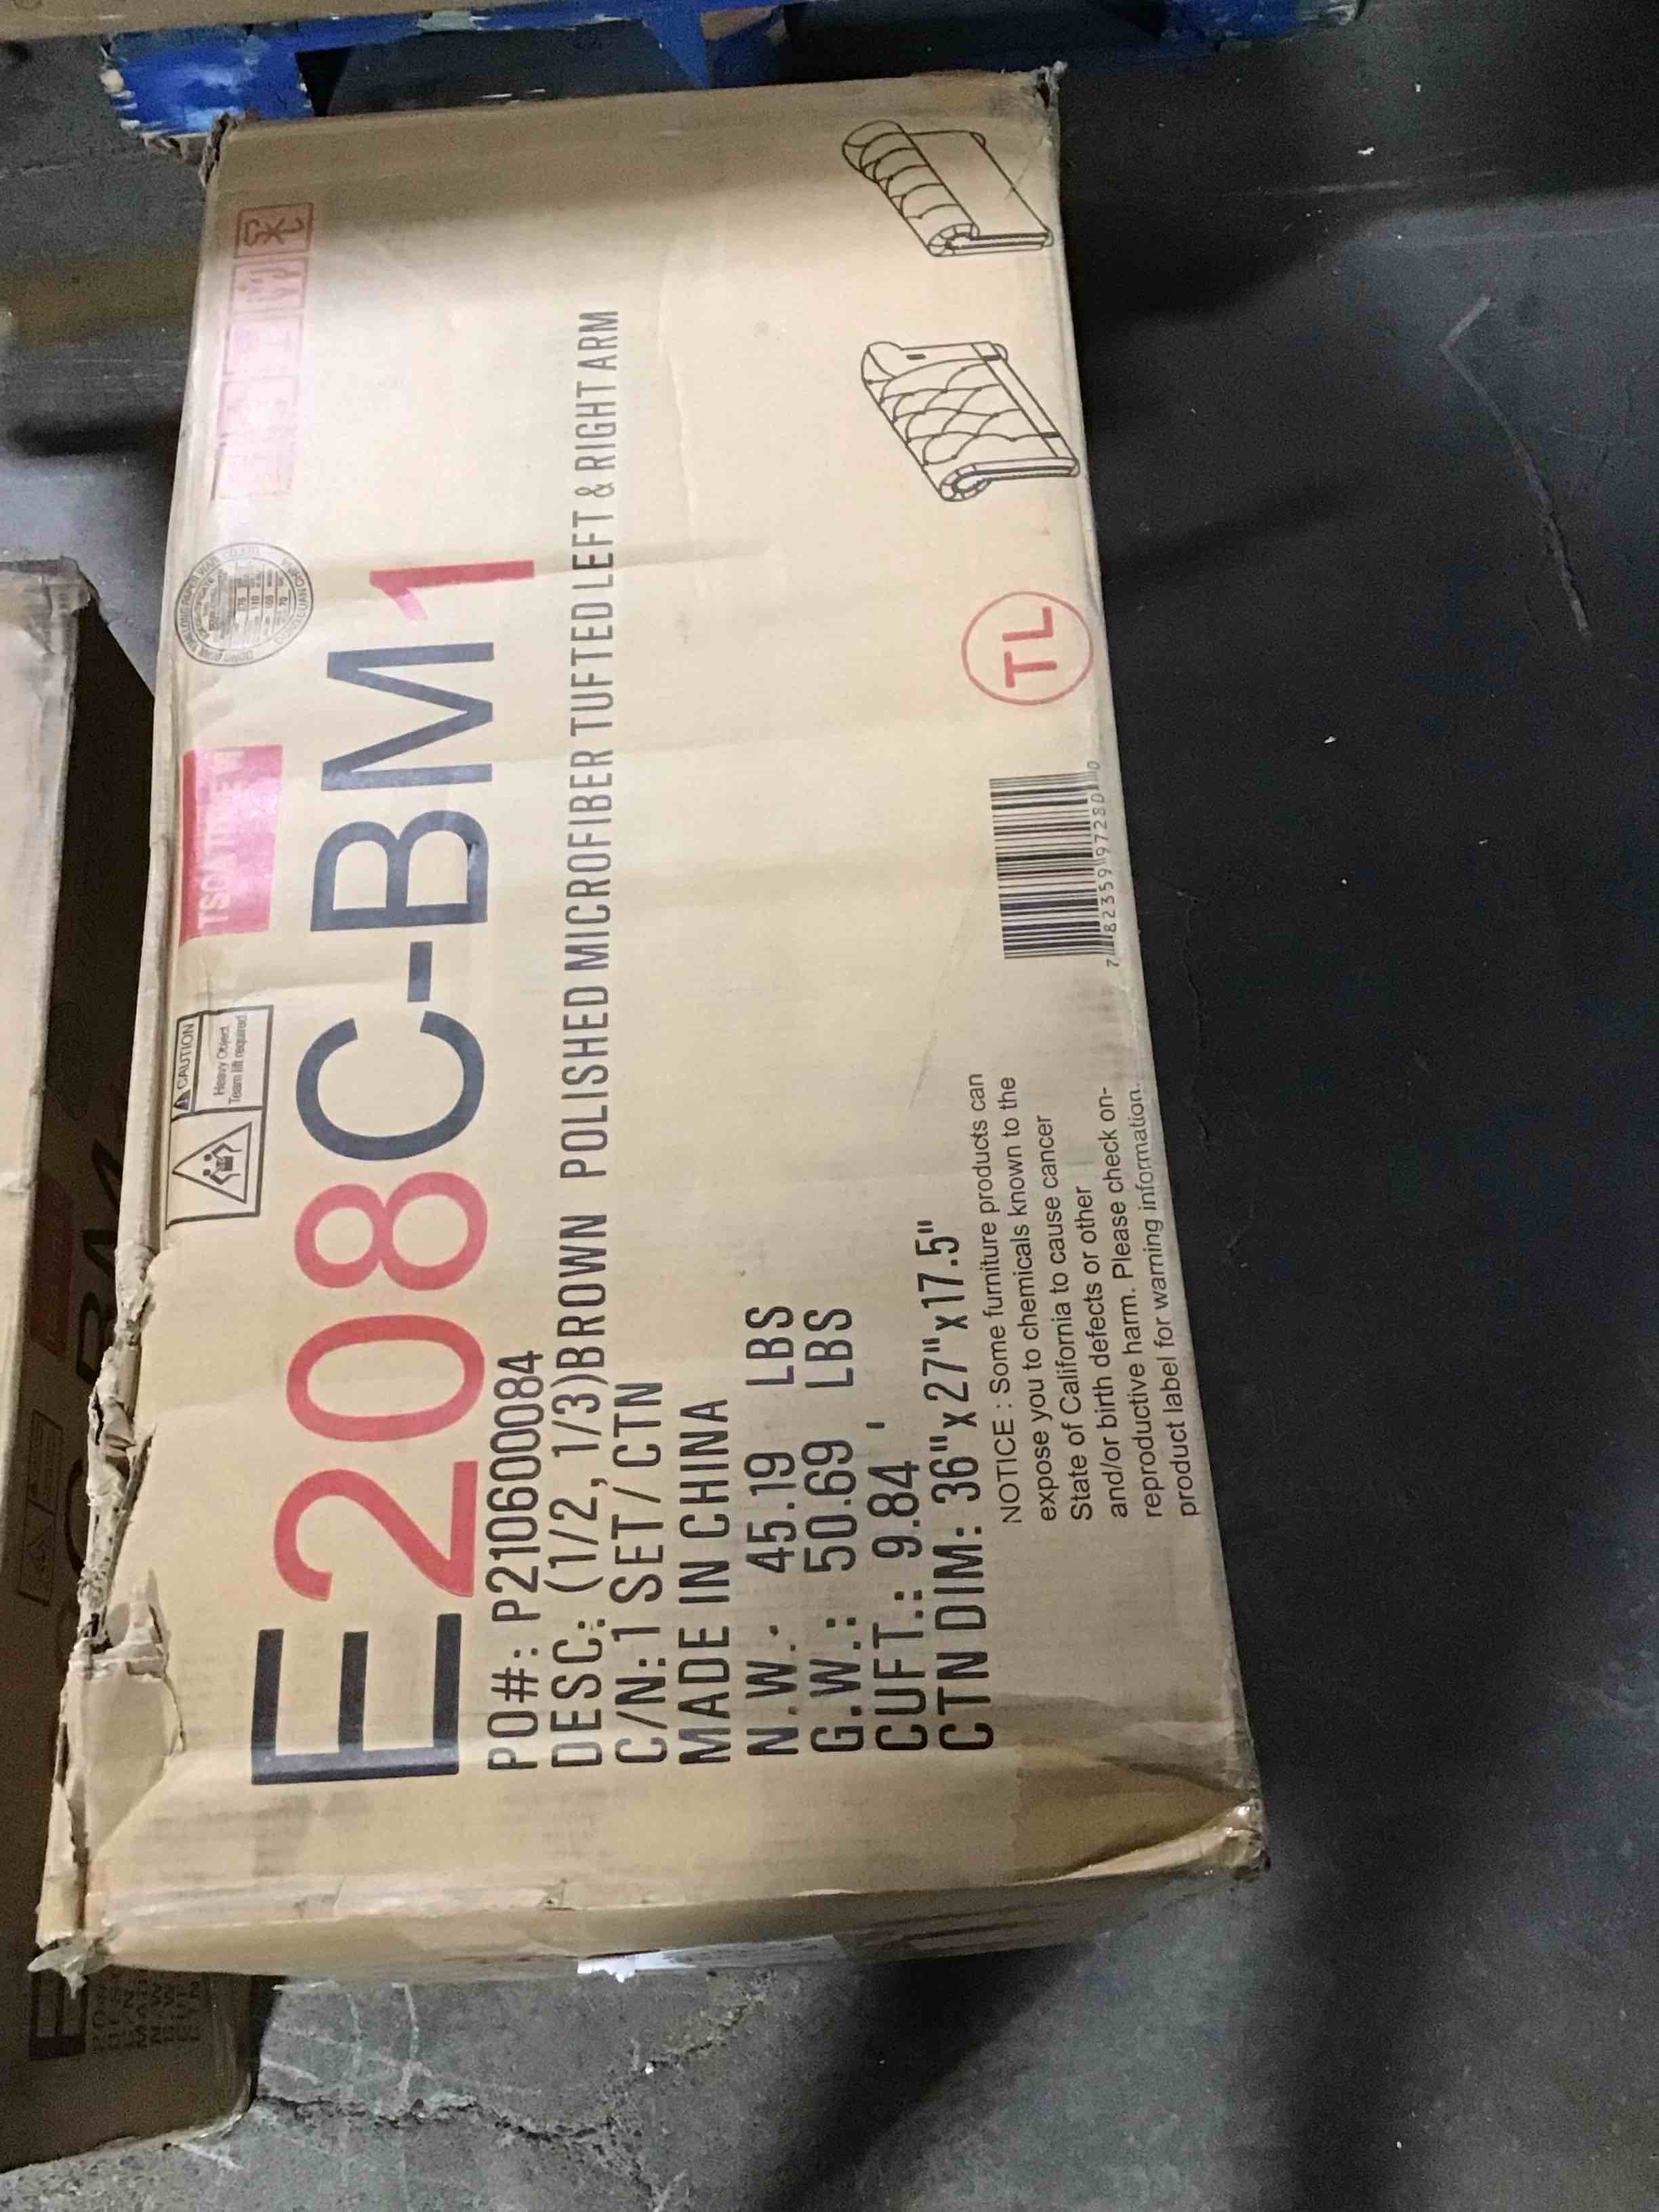 CAUTION
Heavy Object.
Team lift required
E208C-BM1
PO#: P210600084
DESC: (1/2, 1/3)BROWN POLISHED MICROFIBER TUFTED LEFT & RIGHT ARM
C/N: 1 SET/CTN
MADE IN CHINA
N.W.: 45.19 LBS
G.W.: 50.69 LBS
CUFT.: 9.84
CTN DIM: 36"x27"x17.5"
NOTICE : Some furniture products can
expose you to chemicals known to the
State of California to cause cancer
and/or birth defects or other
reproductive harm. Please check on-
product label for warning information.
7 82359 97280 0
TL